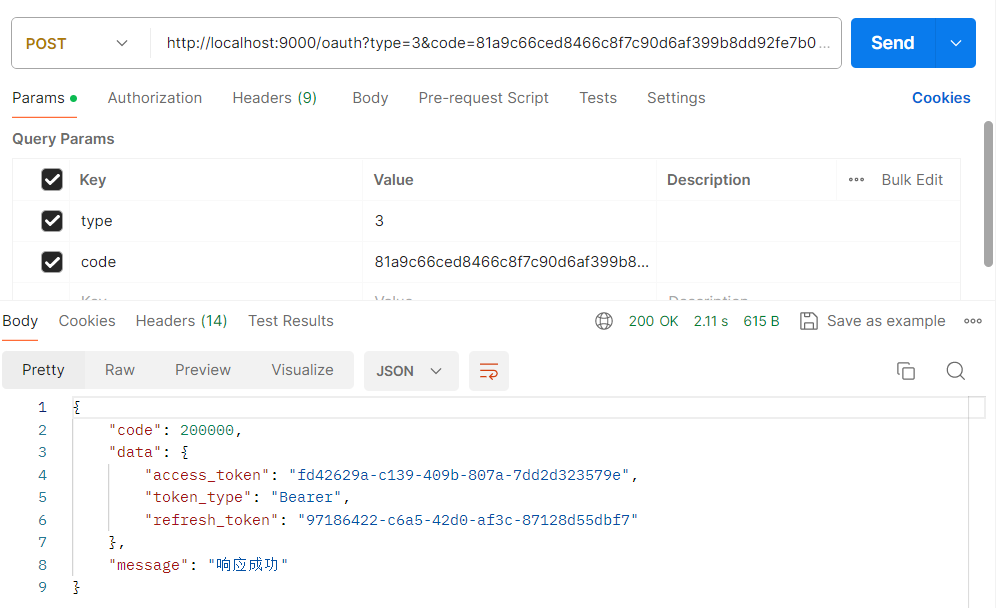 POST http://localhost:9000/oauth?type=3&code=81a9c66ced8466c8f7c90d6af399b8dd92fe7b0... Send
Params Authorization Headers (9) Body Pre-request Script Tests Settings Cookies
Query Params
Key Value Description ••• Bulk Edit
type 3
code 81a9c66ced8466c8f7c90d6af399b8...
Key Value Description
Body Cookies Headers (14) Test Results 200 OK 2.11 s 615 B Save as example
Pretty Raw Preview Visualize JSON
1 {
2 "code": 200000,
3 "data": {
4 "access_token": "fd42629a-c139-409b-807a-7dd2d323579e",
5 "token_type": "Bearer",
6 "refresh_token": "97186422-c6a5-42d0-af3c-87128d55dbf7"
7 },
8 "message": "响应成功"
9 }